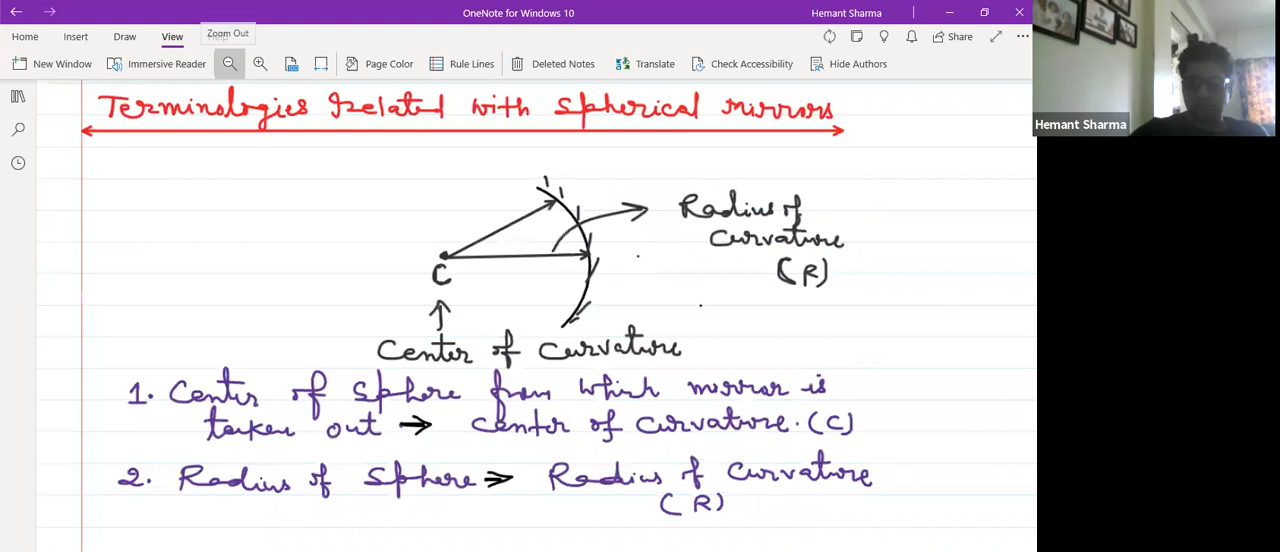 OneNote for Windows 10
Hemant Sharma
Home Insert Draw View Help
Zoom Out
New Window Immersive Reader Page Color Rule Lines Deleted Notes Translate Check Accessibility Hide Authors
Share
Hemant Sharma
Terminologies Related with Spherical mirrors
Radius of
Curvature
(R)
C
Center of Curvature
1. Center of Sphere from which mirror is
taken out → Center of Curvature. (C)
2. Radius of Sphere → Radius of Curvature
(R)